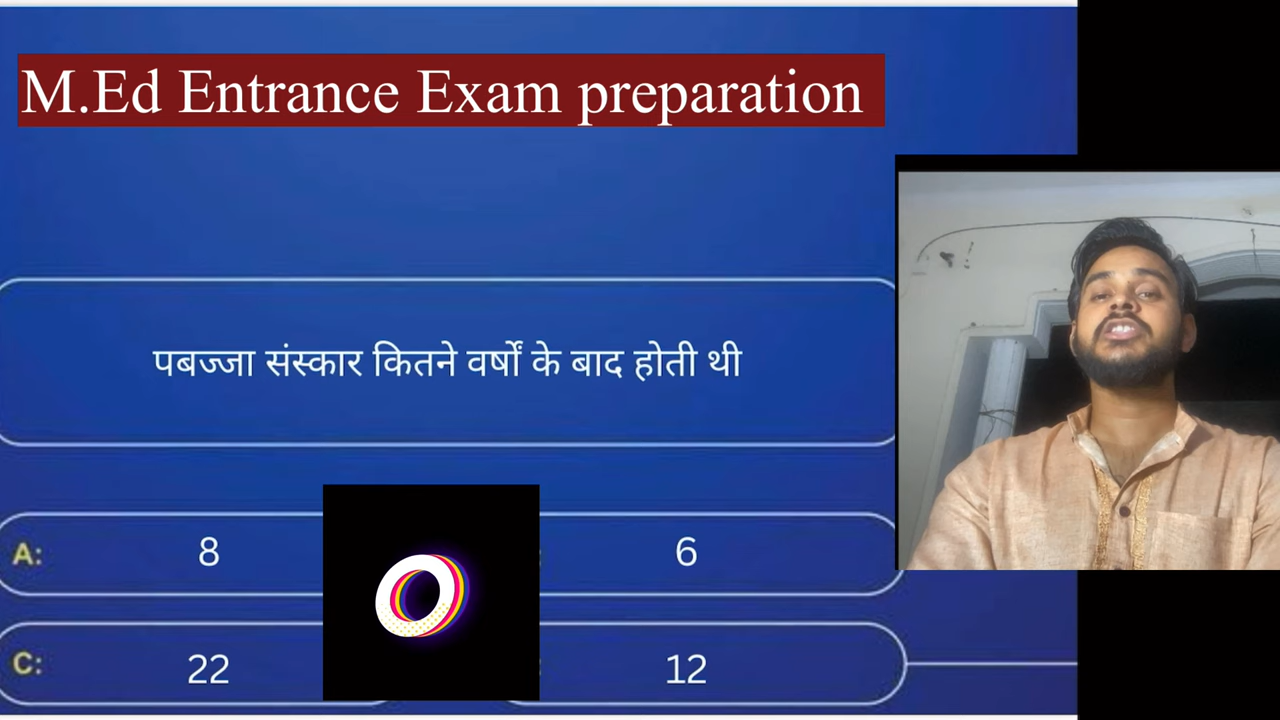 M.Ed Entrance Exam preparation
पबज्जा संस्कार कितने वर्षों के बाद होती थी
A: 8
6
C: 22
12